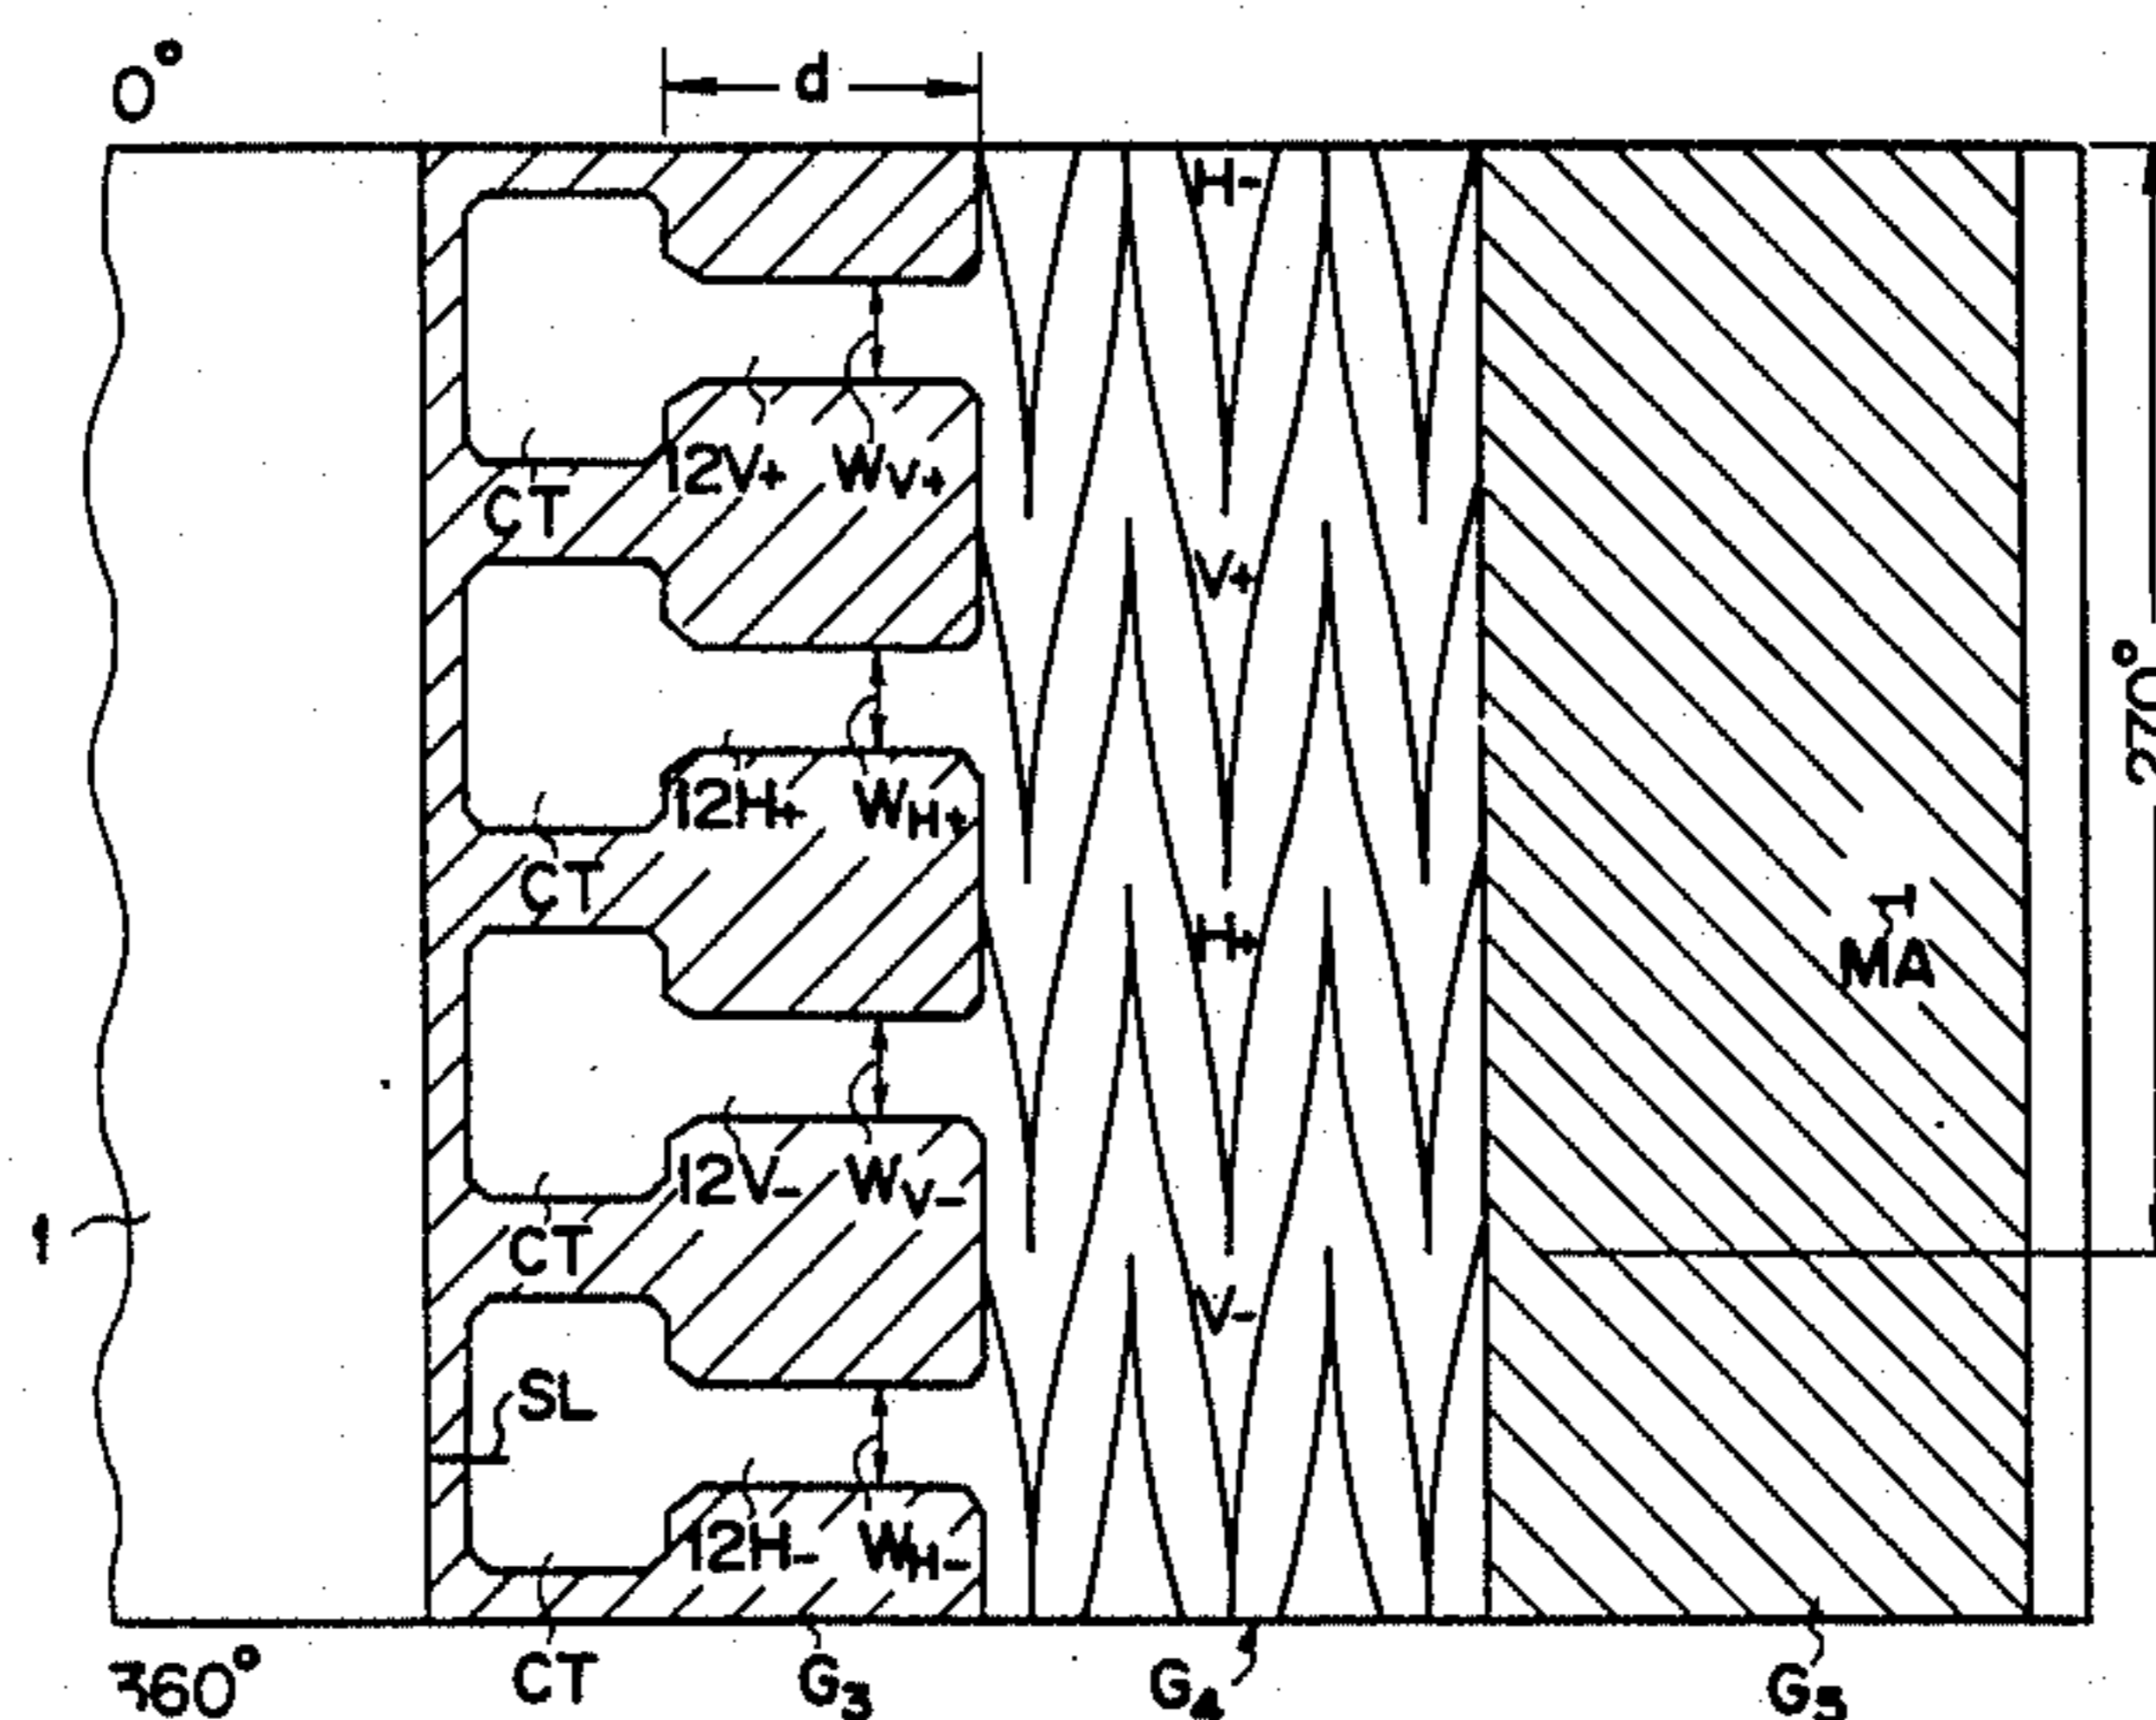 0°
d
H-
12V+ WV+
CT
V+
270°
12H+ WH+
CT
H+
MA
12V- WV-
CT
V-
1
SL
12H- WH-
360°
CT
G3
G4
G5